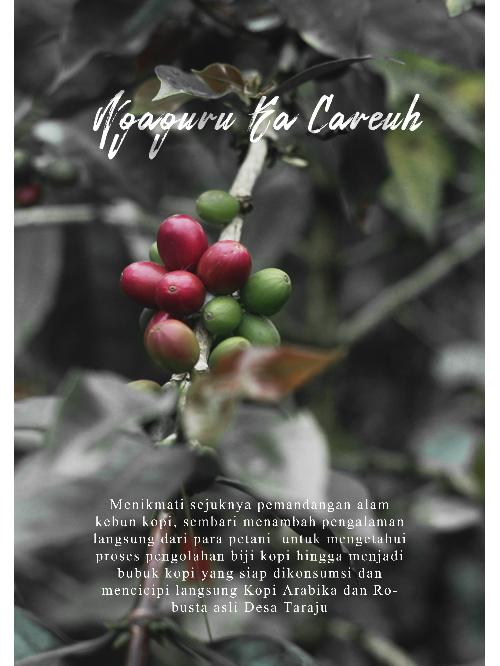 Ngaguru Ka Careuh
Menikmati sejuknya pemandangan alam
kebun kopi, sembari menambah pengalaman
langsung dari para petani untuk mengetahui
proses pengolahan biji kopi hingga menjadi
bubuk kopi yang siap dikonsumsi dan
mencicipi langsung Kopi Arabika dan Ro-
busta asli Desa Taraju